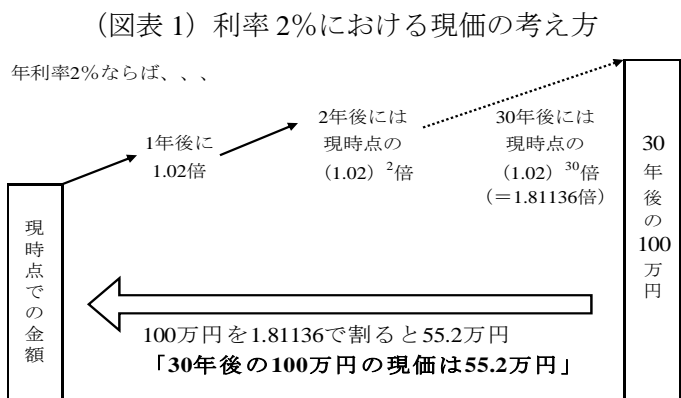 （図表 1）利率 2％における現価の考え方
年利率2％ならば、、、
1年後に
1.02倍
2年後には
現時点の
（1.02）²倍
30年後には
現時点の
（1.02）³⁰倍
（＝1.81136倍）
30年後の100万円
現時点での金額
100万円を1.81136で割ると55.2万円
「30年後の100万円の現価は55.2万円」